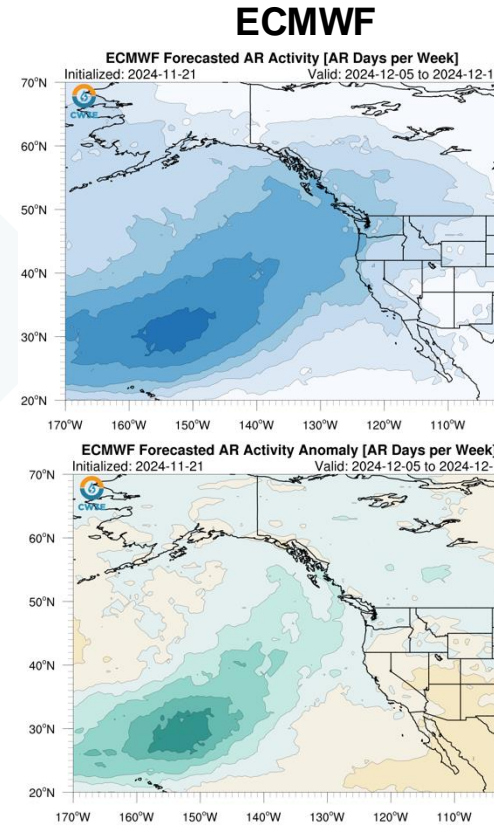 ECMWF
ECMWF Forecasted AR Activity [AR Days per Week]
Initialized: 2024-11-21 Valid: 2024-12-05 to 2024-12-1
70°N
CW3E
60°N
50°N
40°N
30°N
20°N
170°W 160°W 150°W 140°W 130°W 120°W 110°W
ECMWF Forecasted AR Activity Anomaly [AR Days per Week]
Initialized: 2024-11-21 Valid: 2024-12-05 to 2024-12-1
70°N
CW3E
60°N
50°N
40°N
30°N
20°N
170°W 160°W 150°W 140°W 130°W 120°W 110°W